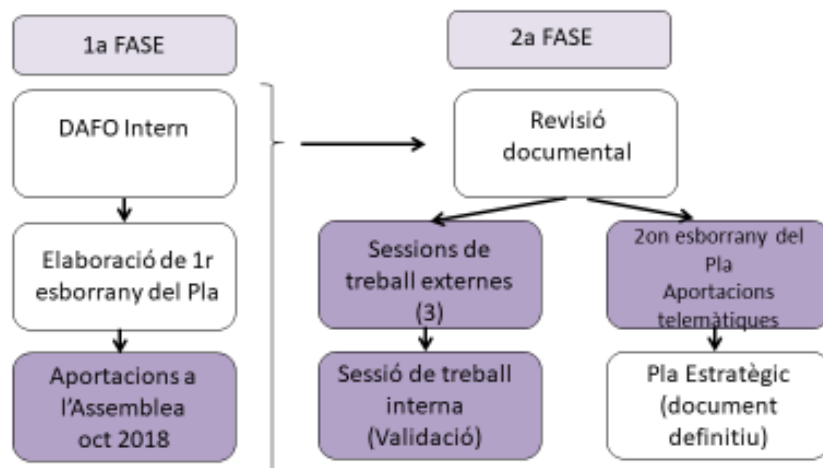 1a FASE
DAFO Intern
Elaboració de 1r
esborrany del Pla
Aportacions a
l'Assemblea
oct 2018
2a FASE
Revisió
documental
Sessions de
treball externes
(3)
Sessió de treball
interna
(Validació)
2on esborrany del
Pla
Aportacions
telemàtiques
Pla Estratègic
(document
definitiu)